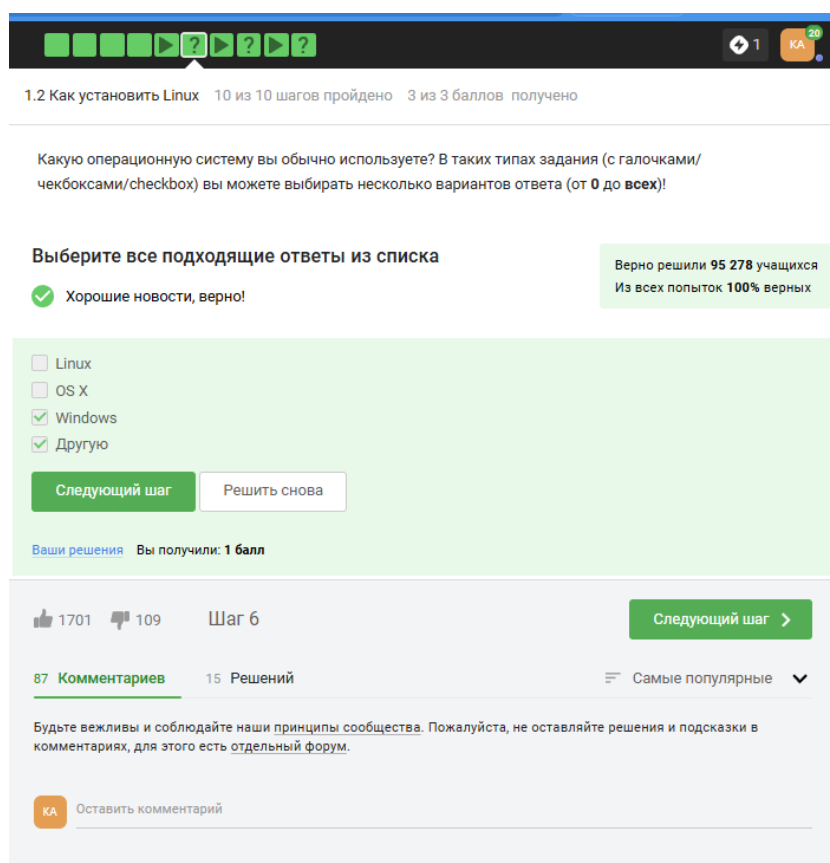 ? ? ?
1
КА
20
1.2 Как установить Linux 10 из 10 шагов пройдено 3 из 3 баллов получено
Какую операционную систему вы обычно используете? В таких типах задания (с галочками/
чекбоксами/checkbox) вы можете выбирать несколько вариантов ответа (от 0 до всех)!
Выберите все подходящие ответы из списка
Хорошие новости, верно!
Верно решили 95 278 учащихся
Из всех попыток 100% верных
Linux
OS X
Windows
Другую
Следующий шаг Решить снова
Ваши решения Вы получили: 1 балл
1701 109 Шаг 6 Следующий шаг
87 Комментариев 15 Решений Самые популярные
Будьте вежливы и соблюдайте наши принципы сообщества. Пожалуйста, не оставляйте решения и подсказки в
комментариях, для этого есть отдельный форум.
КА Оставить комментарий